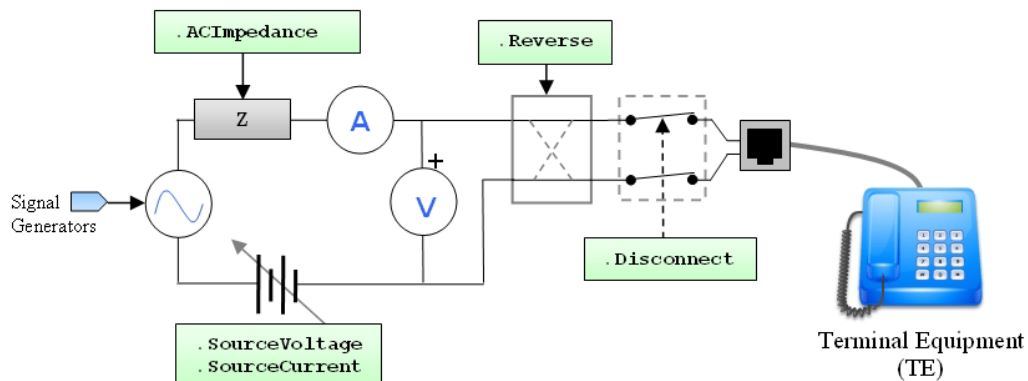 .ACImpedance
.Reverse
Z
A
+
V
Signal
Generators
.Disconnect
.SourceVoltage
.SourceCurrent
Terminal Equipment
(TE)